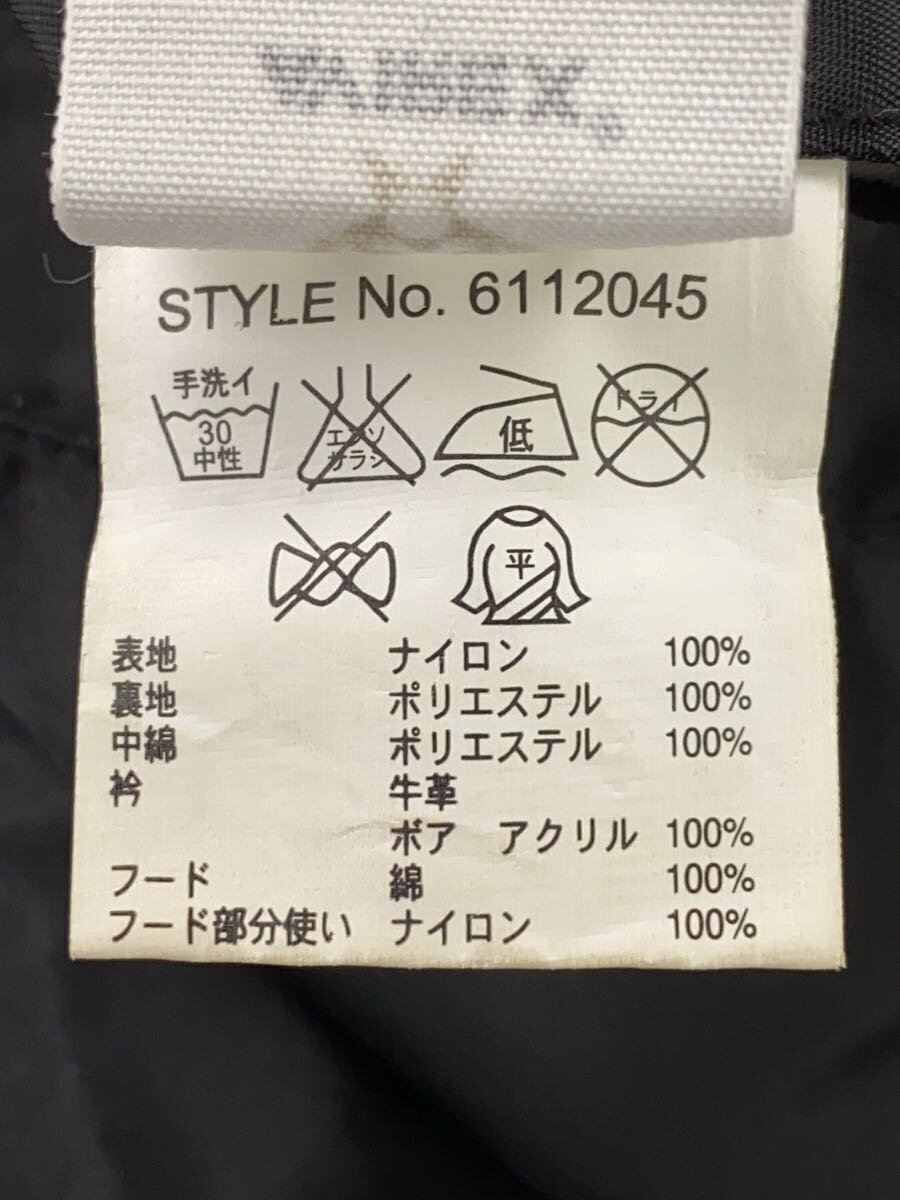 STYLE No. 6112045
手洗イ
30
中性
エンソ
サラシ
低
ドライ
平
表地 ナイロン 100%
裏地 ポリエステル 100%
中綿 ポリエステル 100%
衿 牛革
ボア アクリル 100%
フード 綿 100%
フード部分使い ナイロン 100%